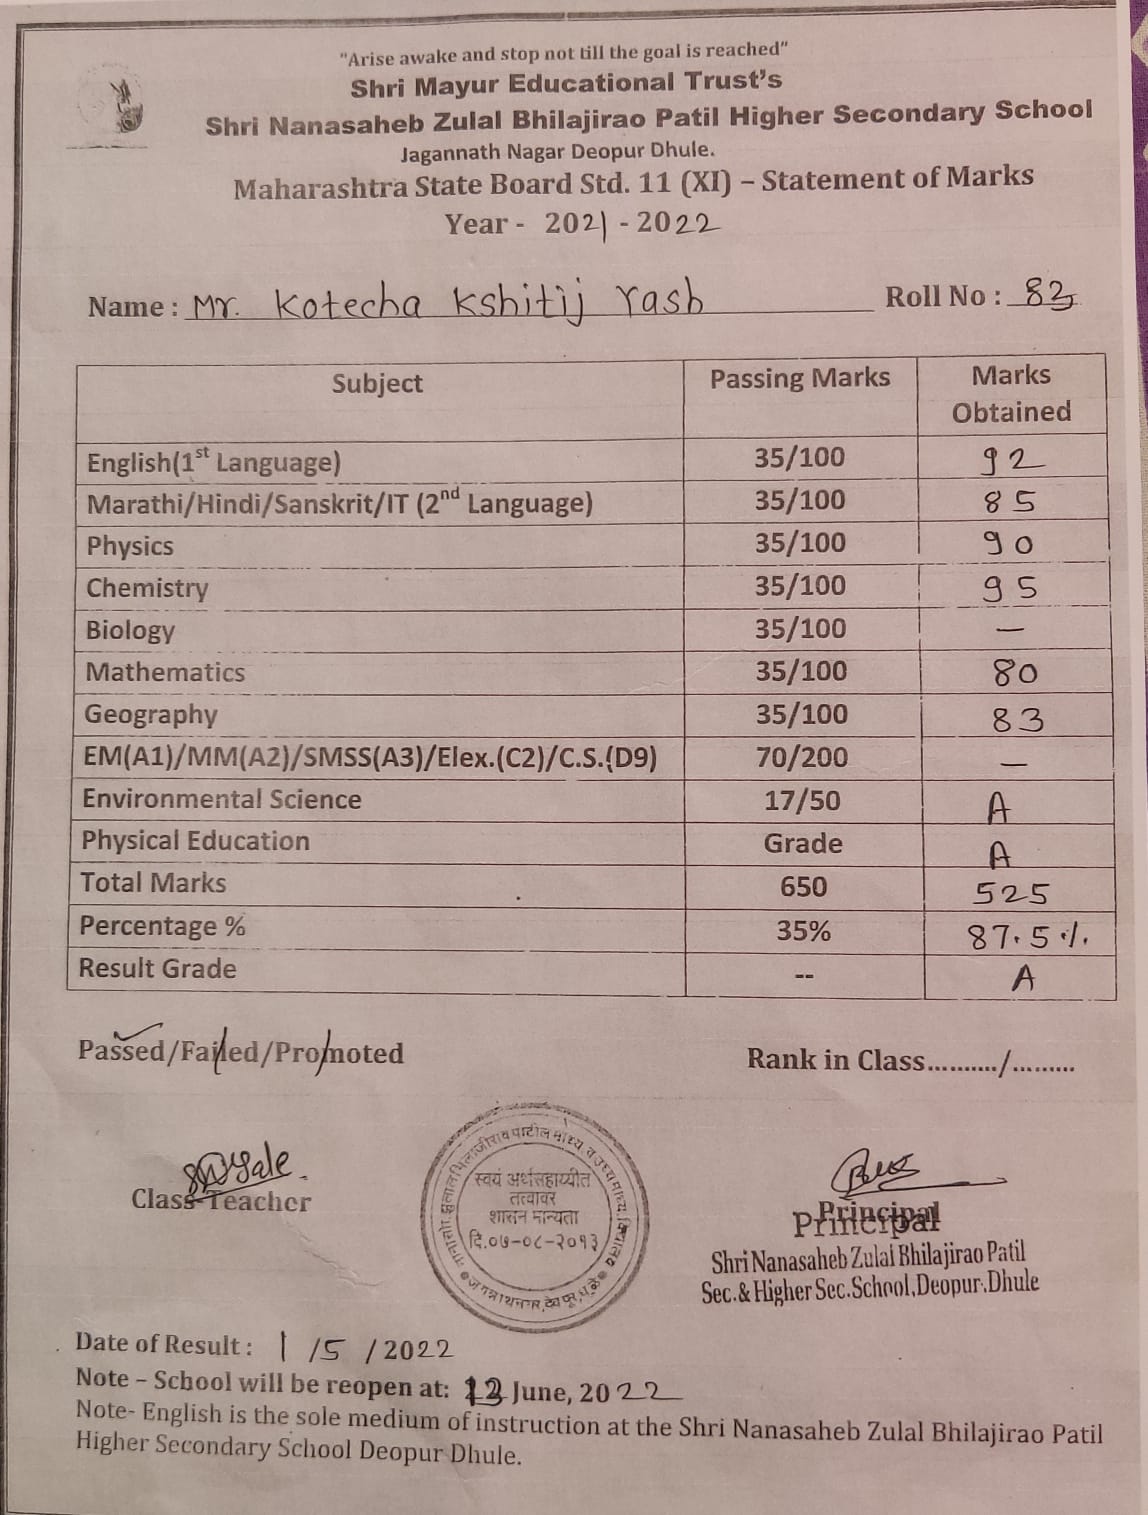 "Arise awake and stop not till the goal is reached"
Shri Mayur Educational Trust's
Shri Nanasaheb Zulal Bhilajirao Patil Higher Secondary School
Jagannath Nagar Deopur Dhule.
Maharashtra State Board Std. 11 (XI) – Statement of Marks
Year - 2021 - 2022
Name : Mr. Kotecha Kshitij Yash Roll No : 83
Subject Passing Marks Marks Obtained
English(1st Language) 35/100 92
Marathi/Hindi/Sanskrit/IT (2nd Language) 35/100 85
Physics 35/100 90
Chemistry 35/100 95
Biology 35/100 —
Mathematics 35/100 80
Geography 35/100 83
EM(A1)/MM(A2)/SMSS(A3)/Elex.(C2)/C.S.(D9) 70/200 —
Environmental Science 17/50 A
Physical Education Grade A
Total Marks 650 525
Percentage % 35% 87.5%
Result Grade -- A
Passed/Failed/Promoted
Rank in Class........../.........
स्वयं अर्थसहाय्यीत
तत्वावर
शासन मान्यता
दि.०७-०८-२०१३
जगन्नाथनगर,देवपूर,धुळे
Class Teacher
Principal
Principal
Shri Nanasaheb Zulal Bhilajirao Patil
Sec.& Higher Sec.School,Deopur.Dhule
Date of Result : 1 /5 /2022
Note – School will be reopen at: 13 June, 2022
Note- English is the sole medium of instruction at the Shri Nanasaheb Zulal Bhilajirao Patil
Higher Secondary School Deopur Dhule.